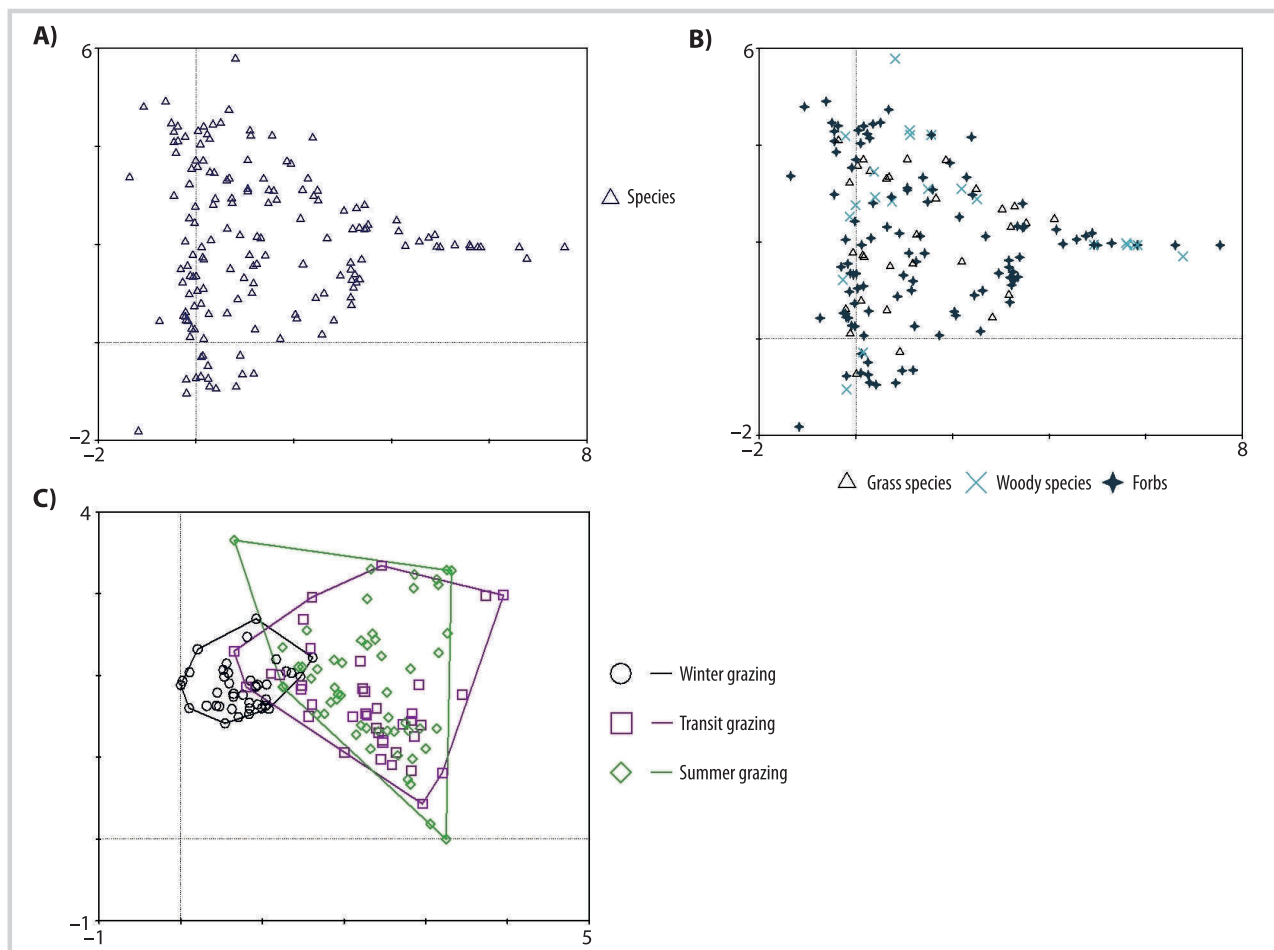 A)
6
−2
−2
8
Species
B)
6
−2
−2
8
Grass species
Woody species
Forbs
C)
4
−1
−1
5
Winter grazing
Transit grazing
Summer grazing